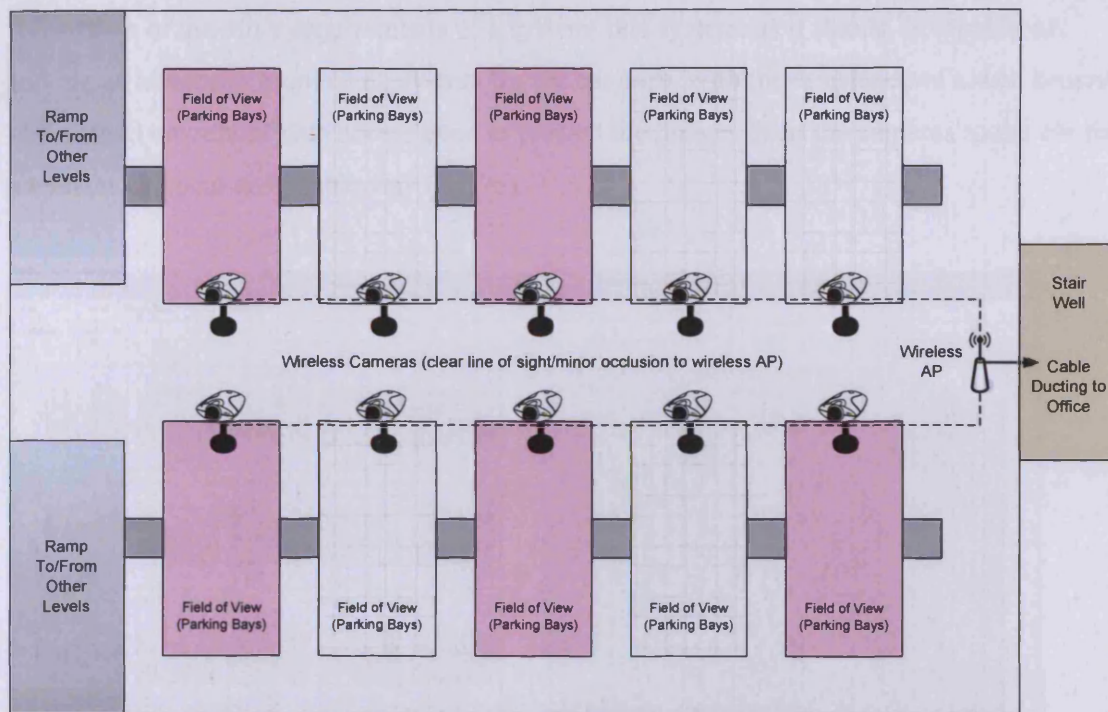 Ramp
To/From
Other
Levels
Field of View
(Parking Bays)
Field of View
(Parking Bays)
Field of View
(Parking Bays)
Field of View
(Parking Bays)
Field of View
(Parking Bays)
Stair
Well
Wireless Cameras (clear line of sight/minor occlusion to wireless AP)
Wireless
AP
Cable
Ducting to
Office
Ramp
To/From
Other
Levels
Field of View
(Parking Bays)
Field of View
(Parking Bays)
Field of View
(Parking Bays)
Field of View
(Parking Bays)
Field of View
(Parking Bays)